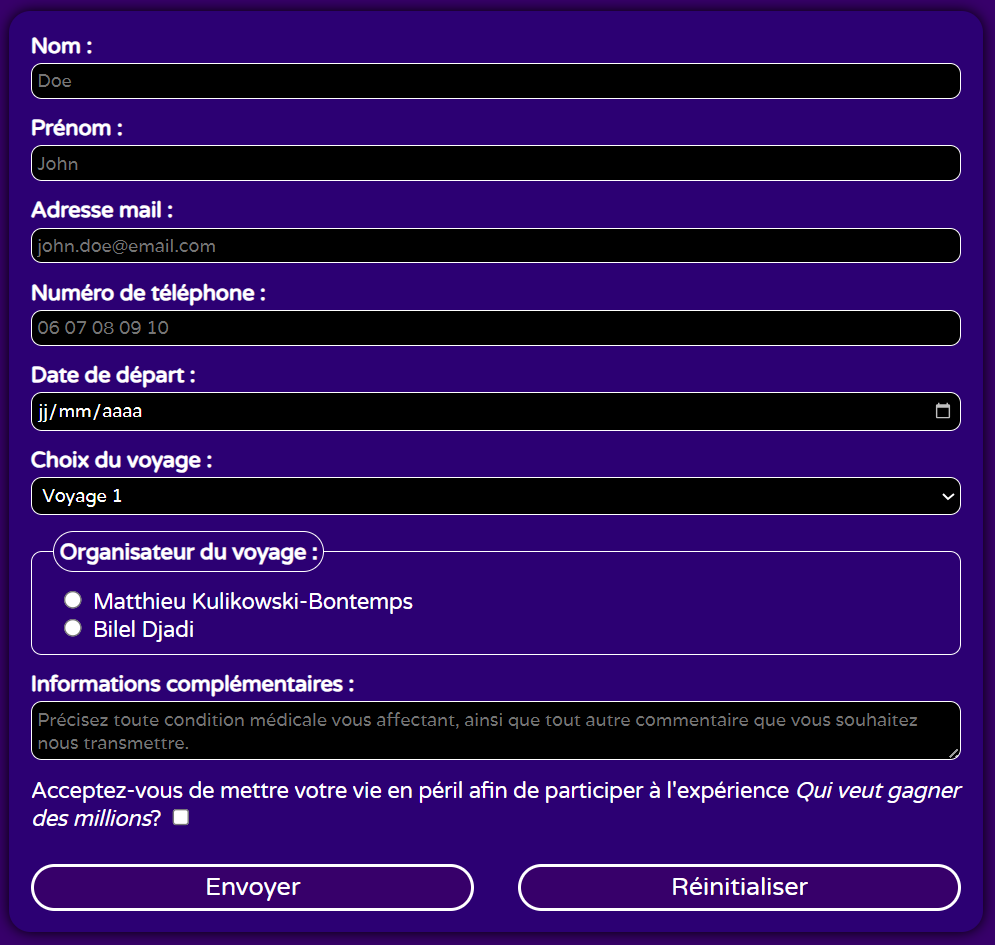 Nom :
Doe
Prénom :
John
Adresse mail :
john.doe@email.com
Numéro de téléphone :
06 07 08 09 10
Date de départ :
jj/mm/aaaa
Choix du voyage :
Voyage 1
Organisateur du voyage :
Matthieu Kulikowski-Bontemps
Bilel Djadi
Informations complémentaires :
Précisez toute condition médicale vous affectant, ainsi que tout autre commentaire que vous souhaitez
nous transmettre.
Acceptez-vous de mettre votre vie en péril afin de participer à l'expérience Qui veut gagner
des millions?
Envoyer
Réinitialiser